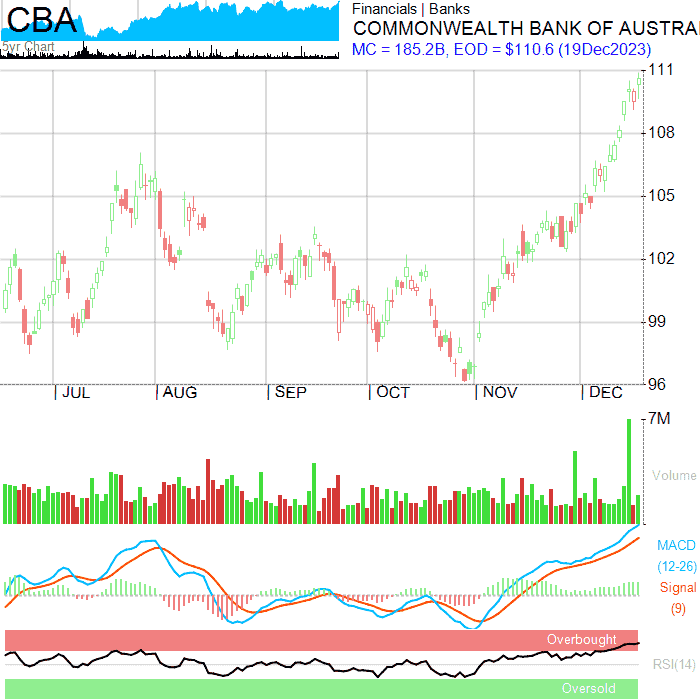 CBA
5yr Chart
Financials | Banks
COMMONWEALTH BANK OF AUSTRA
MC = 185.2B, EOD = $110.6 (19Dec2023)
111
108
105
102
99
96
JUL AUG SEP OCT NOV DEC
7M
Volume
MACD
(12-26)
Signal
(9)
Overbought
RSI(14)
Oversold